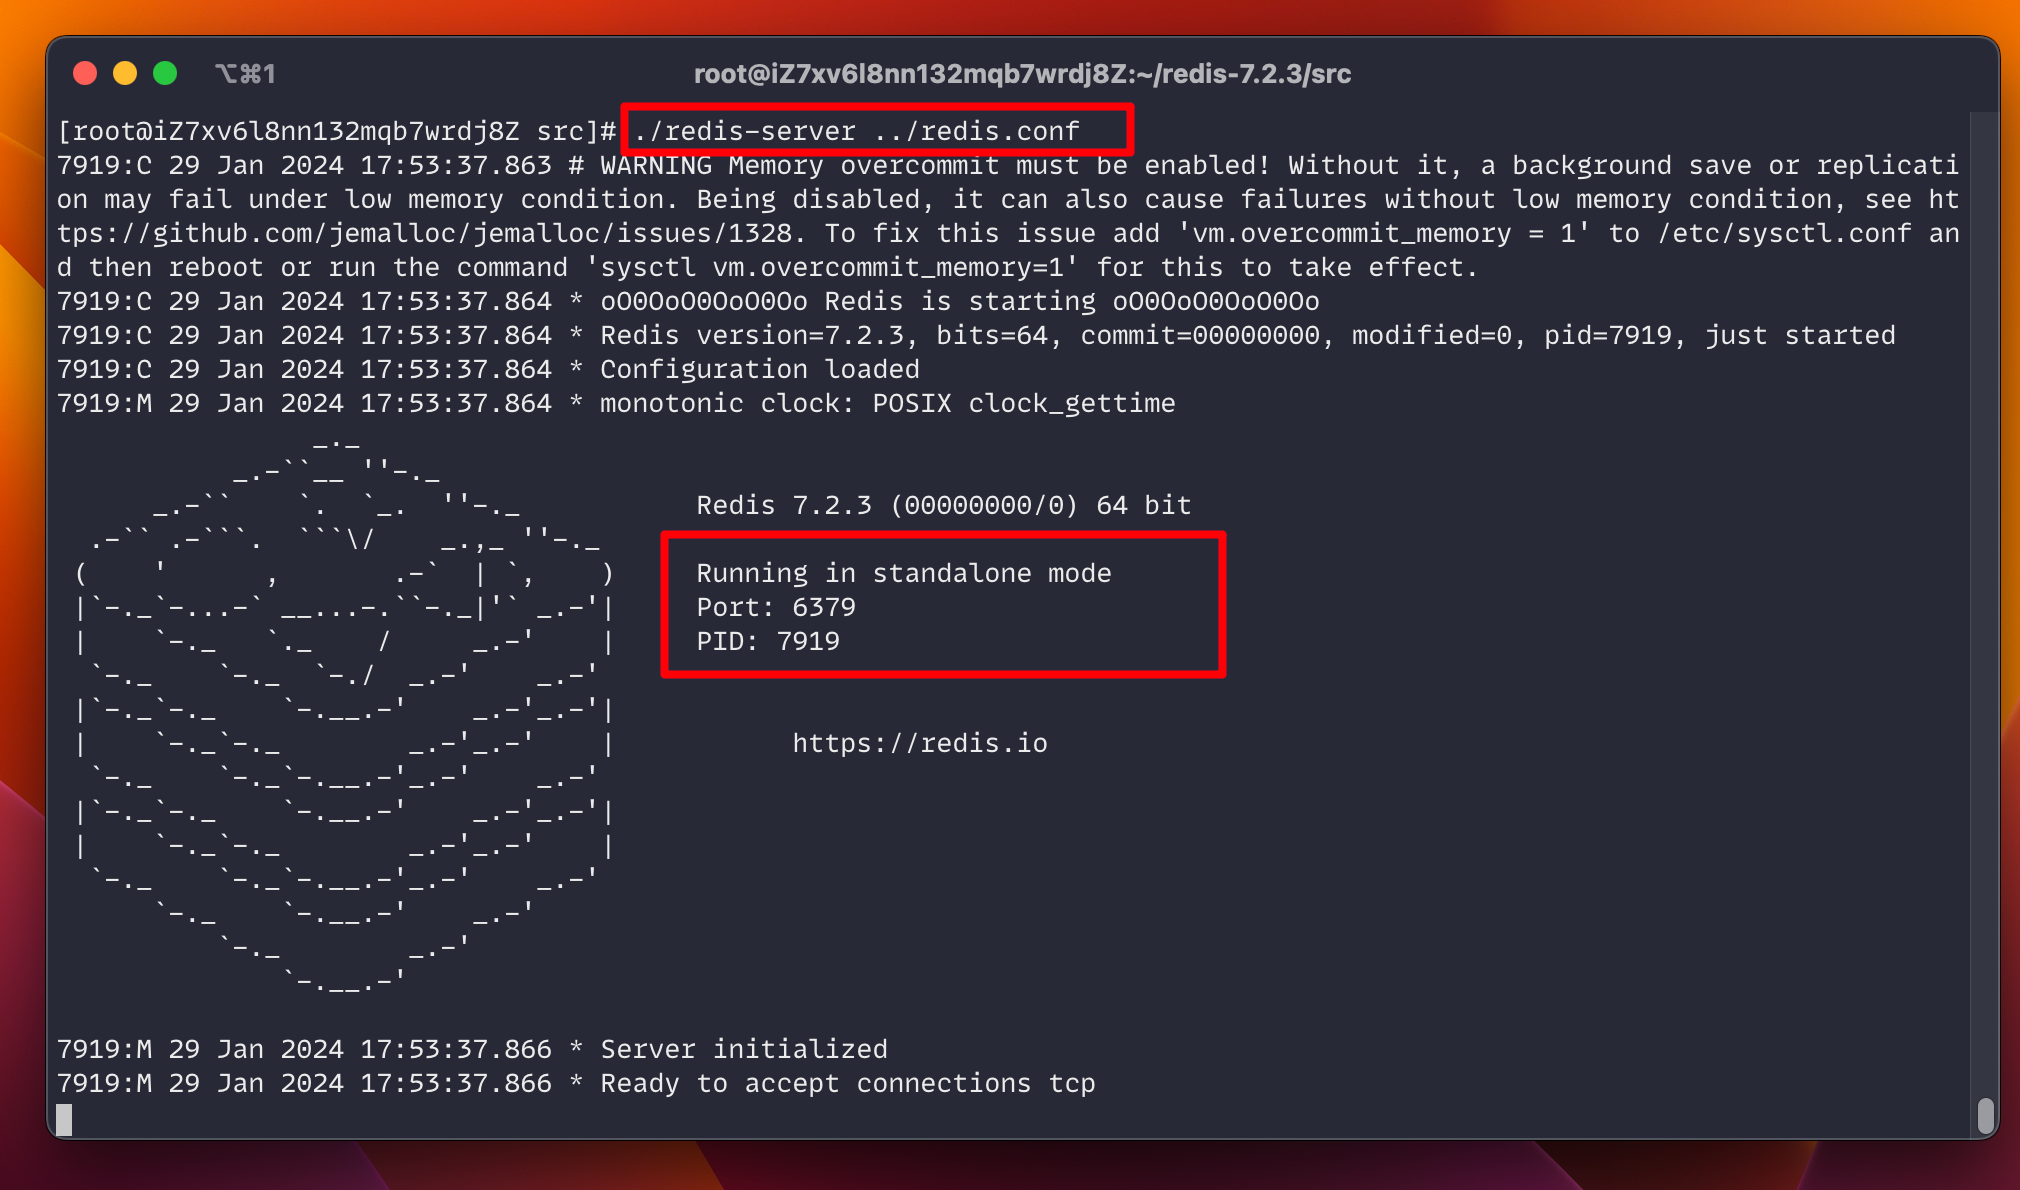 ⌥⌘1
root@iZ7xv6l8nn132mqb7wrdj8Z:~/redis-7.2.3/src
[root@iZ7xv6l8nn132mqb7wrdj8Z src]# ./redis-server ../redis.conf
7919:C 29 Jan 2024 17:53:37.863 # WARNING Memory overcommit must be enabled! Without it, a background save or replicati
on may fail under low memory condition. Being disabled, it can also cause failures without low memory condition, see ht
tps://github.com/jemalloc/jemalloc/issues/1328. To fix this issue add 'vm.overcommit_memory = 1' to /etc/sysctl.conf an
d then reboot or run the command 'sysctl vm.overcommit_memory=1' for this to take effect.
7919:C 29 Jan 2024 17:53:37.864 * oO0OoO0OoO0Oo Redis is starting oO0OoO0OoO0Oo
7919:C 29 Jan 2024 17:53:37.864 * Redis version=7.2.3, bits=64, commit=00000000, modified=0, pid=7919, just started
7919:C 29 Jan 2024 17:53:37.864 * Configuration loaded
7919:M 29 Jan 2024 17:53:37.864 * monotonic clock: POSIX clock_gettime
Redis 7.2.3 (00000000/0) 64 bit
Running in standalone mode
Port: 6379
PID: 7919
https://redis.io
7919:M 29 Jan 2024 17:53:37.866 * Server initialized
7919:M 29 Jan 2024 17:53:37.866 * Ready to accept connections tcp